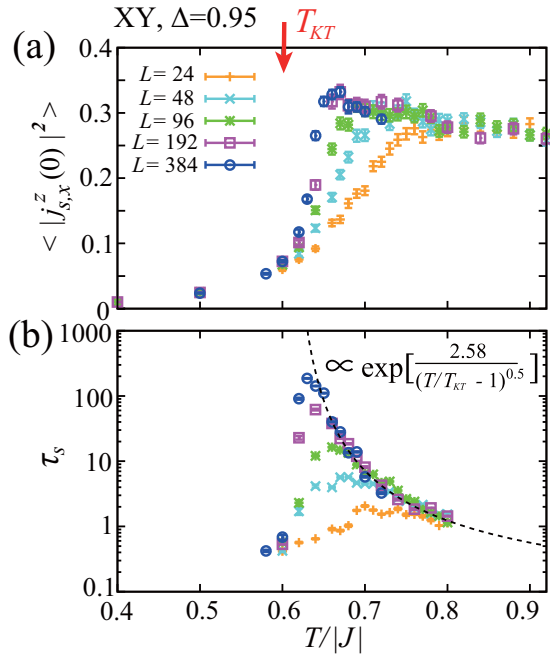 XY, Δ=0.95
T_KT
(a)
0.4
0.3
0.2
0.1
0
< | j^z_{s,x}(0) |^2 >
L= 24
L= 48
L= 96
L= 192
L= 384
(b)
1000
100
10
1
0.1
τ_s
∝ exp[ 2.58 / (T/T_KT - 1)^0.5 ]
0.4 0.5 0.6 0.7 0.8 0.9
T/|J|